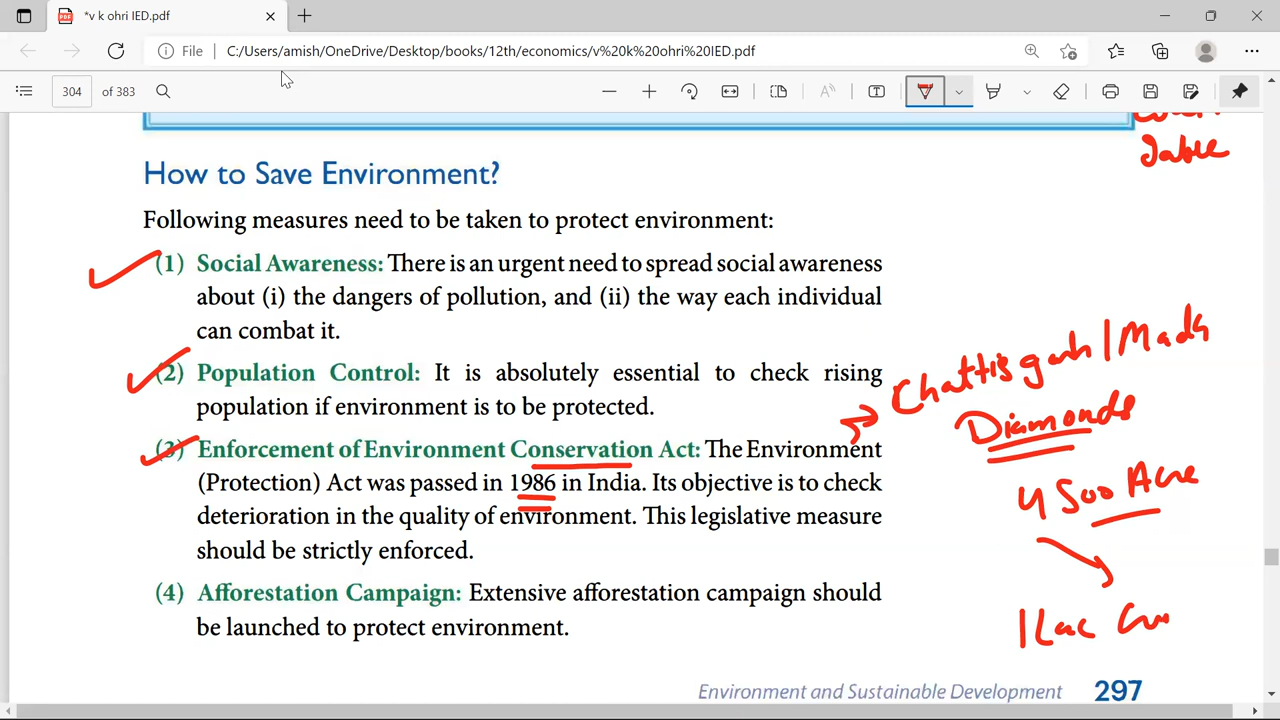 *v k ohri IED.pdf
File
C:/Users/amish/OneDrive/Desktop/books/12th/economics/v%20k%20ohri%20IED.pdf
304 of 383
How to Save Environment?
Following measures need to be taken to protect environment:
(1) Social Awareness: There is an urgent need to spread social awareness
about (i) the dangers of pollution, and (ii) the way each individual
can combat it.
(2) Population Control: It is absolutely essential to check rising
population if environment is to be protected.
(3) Enforcement of Environment Conservation Act: The Environment
(Protection) Act was passed in 1986 in India. Its objective is to check
deterioration in the quality of environment. This legislative measure
should be strictly enforced.
(4) Afforestation Campaign: Extensive afforestation campaign should
be launched to protect environment.
Environment and Sustainable Development 297
Chattisgarh / Madh
Diamonds
4500 Acre
1 Lac